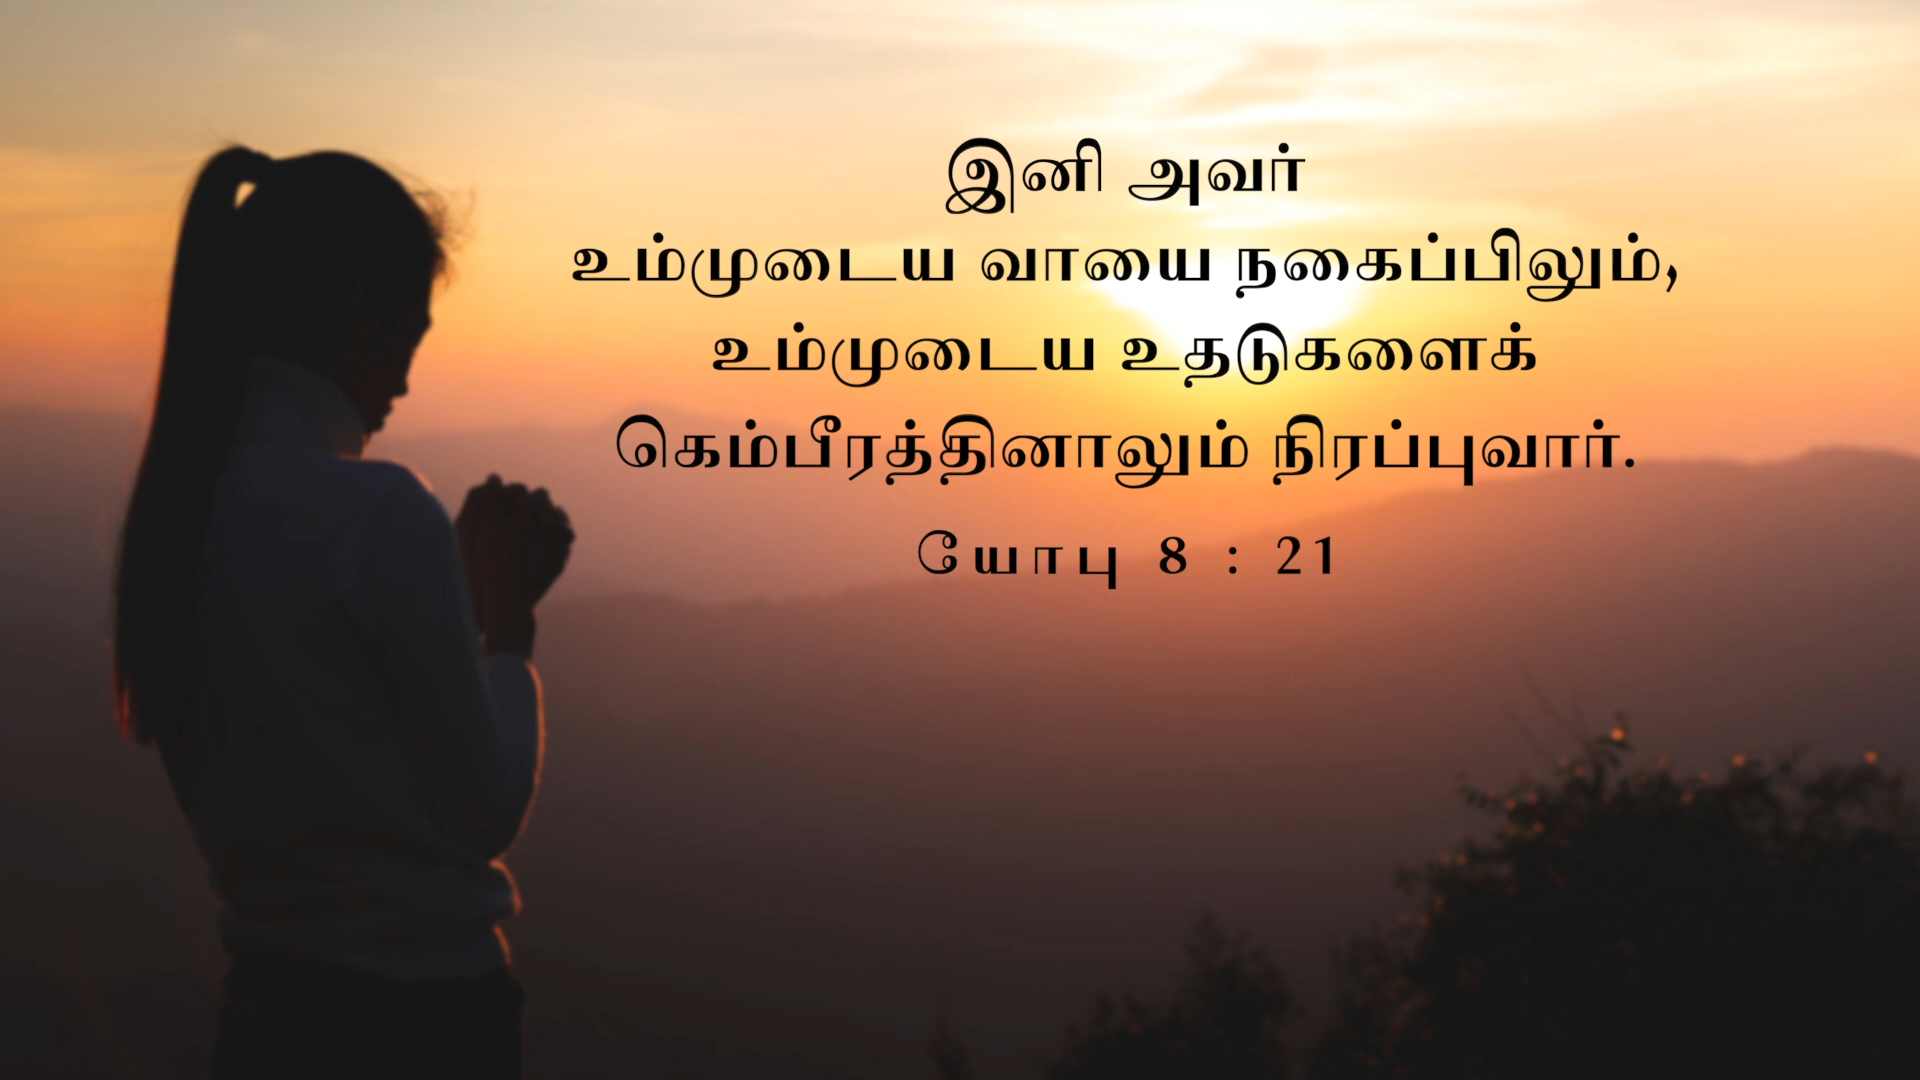 இனி அவர்
உம்முடைய வாயை நகைப்பிலும்,
உம்முடைய உதடுகளைக்
கெம்பீரத்தினாலும் நிரப்புவார்.
யோபு 8 : 21